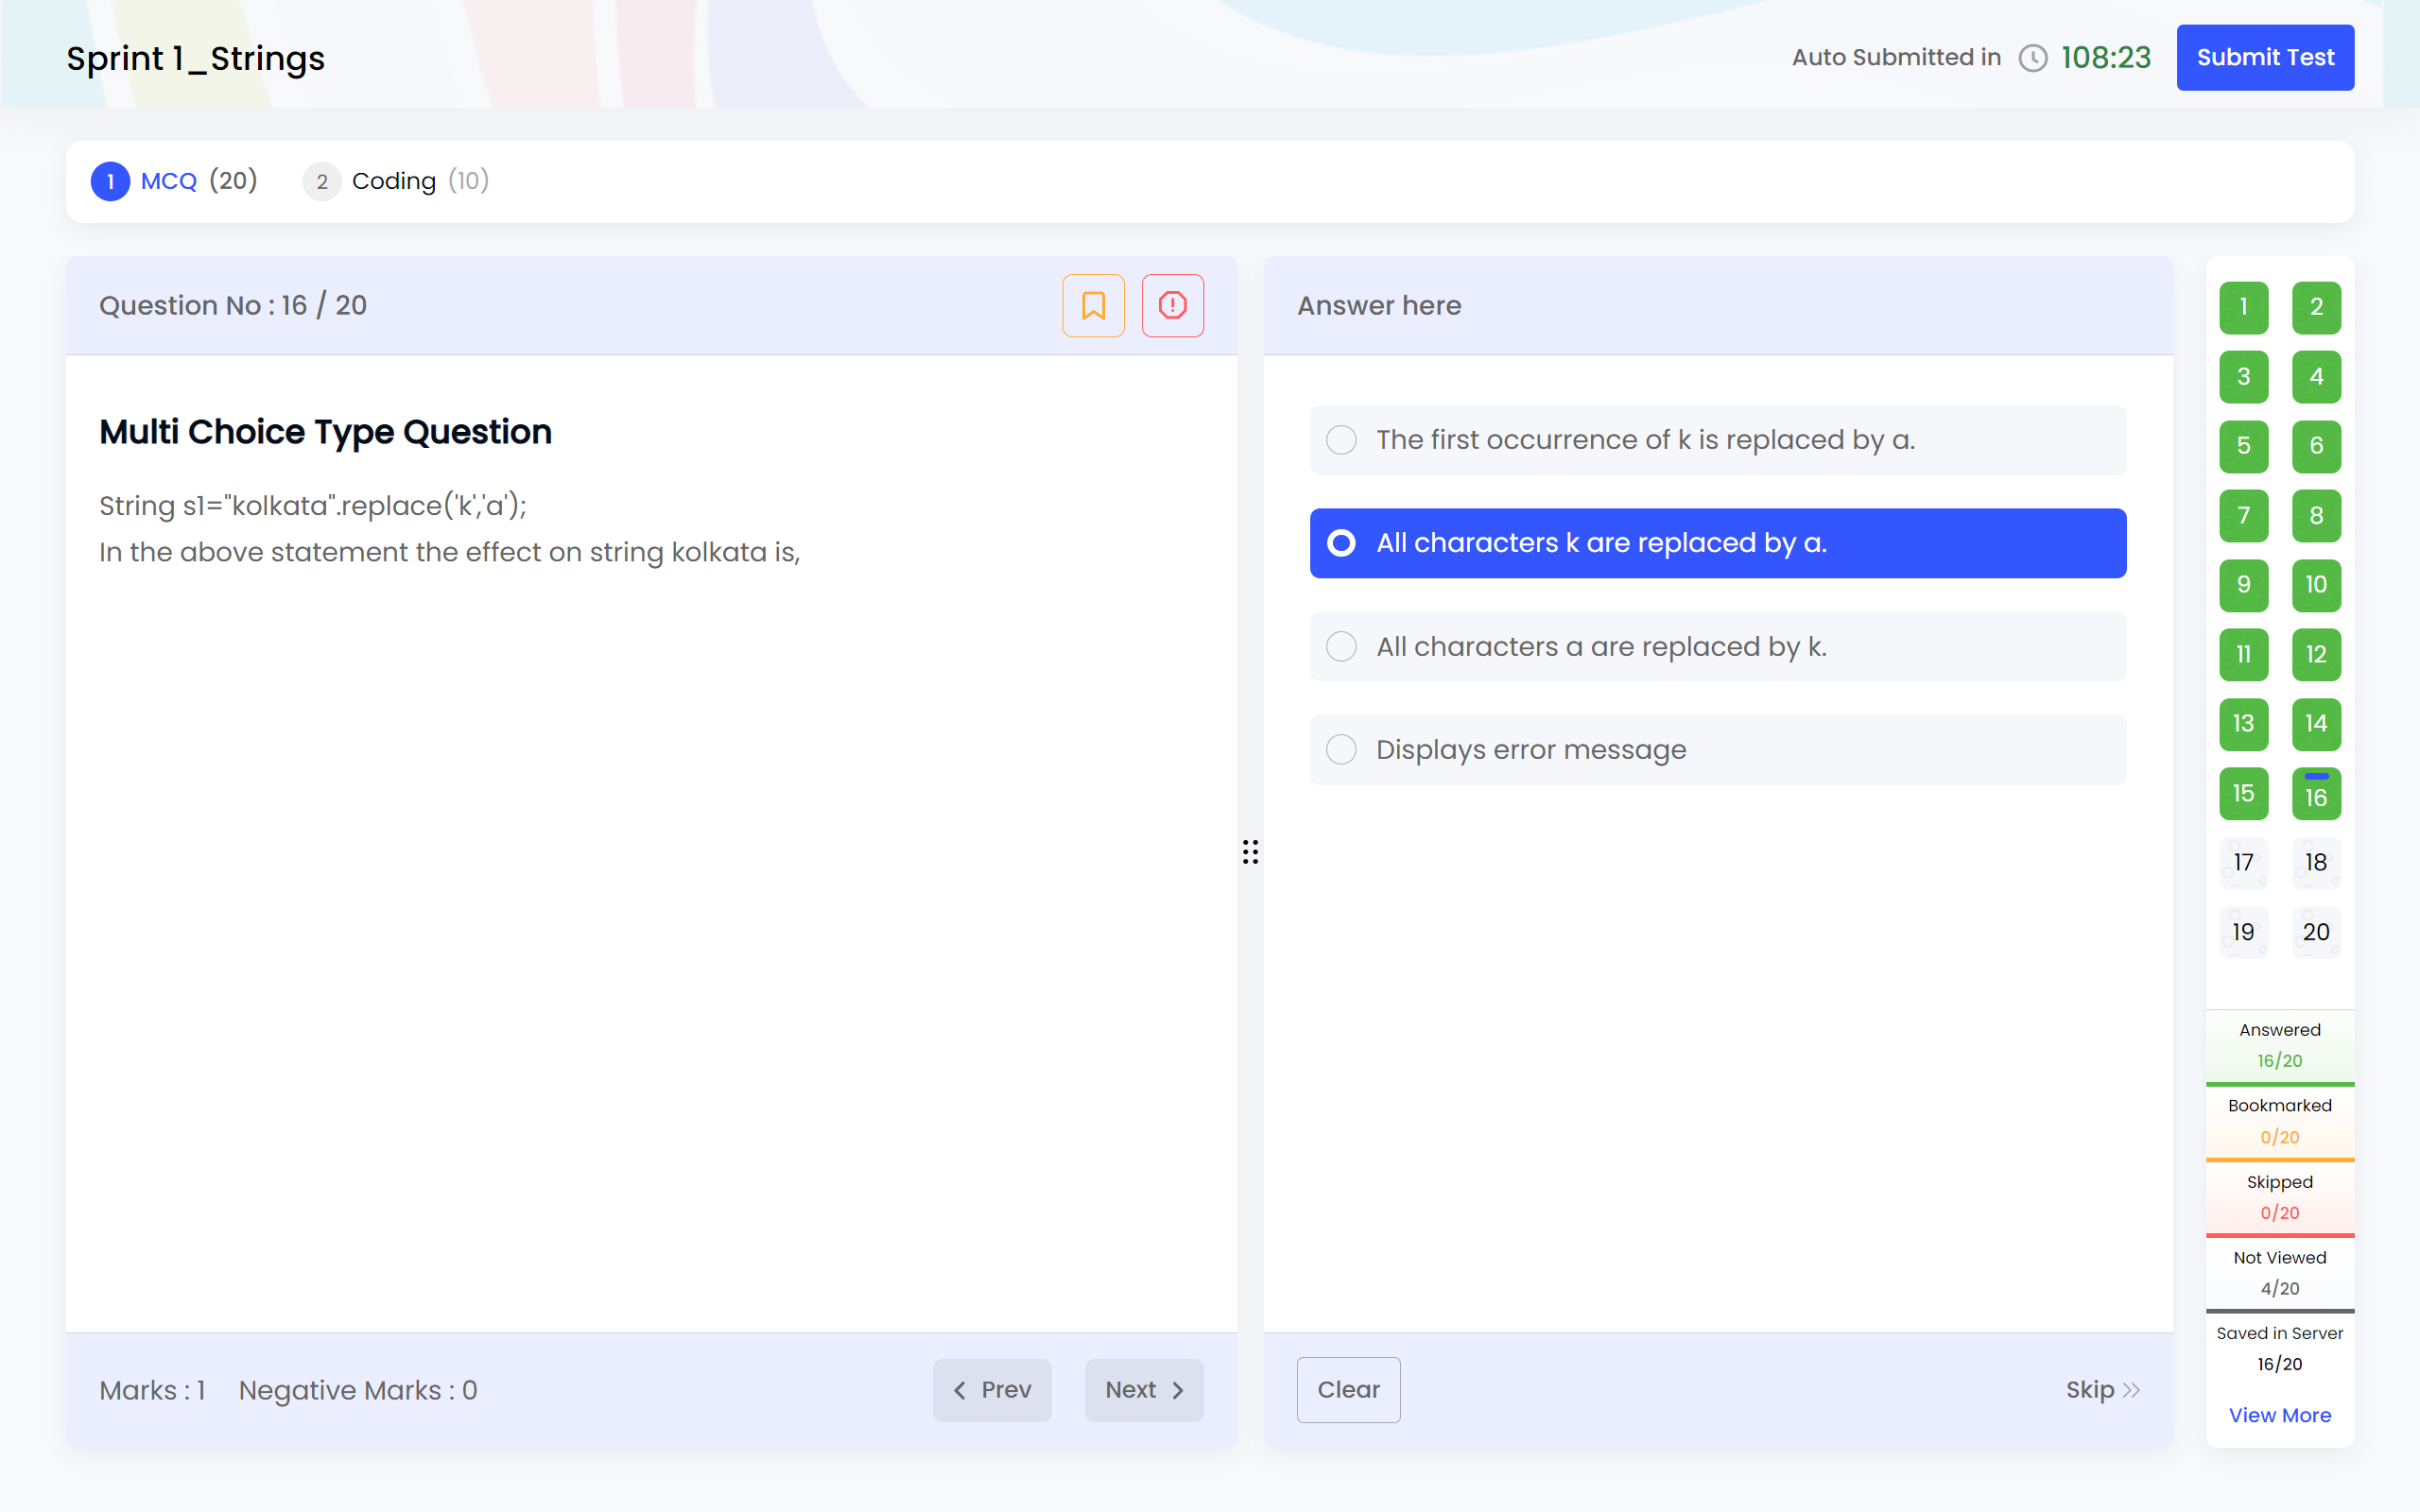 Sprint 1_Strings
Auto Submitted in 108:23
Submit Test
1 MCQ (20)
2 Coding (10)
Question No : 16 / 20
Multi Choice Type Question
String s1="kolkata".replace('k','a');
In the above statement the effect on string kolkata is,
Marks : 1 Negative Marks : 0
Prev
Next
Answer here
The first occurrence of k is replaced by a.
All characters k are replaced by a.
All characters a are replaced by k.
Displays error message
Clear
Skip
1 2
3 4
5 6
7 8
9 10
11 12
13 14
15 16
17 18
19 20
Answered
16/20
Bookmarked
0/20
Skipped
0/20
Not Viewed
4/20
Saved in Server
16/20
View More